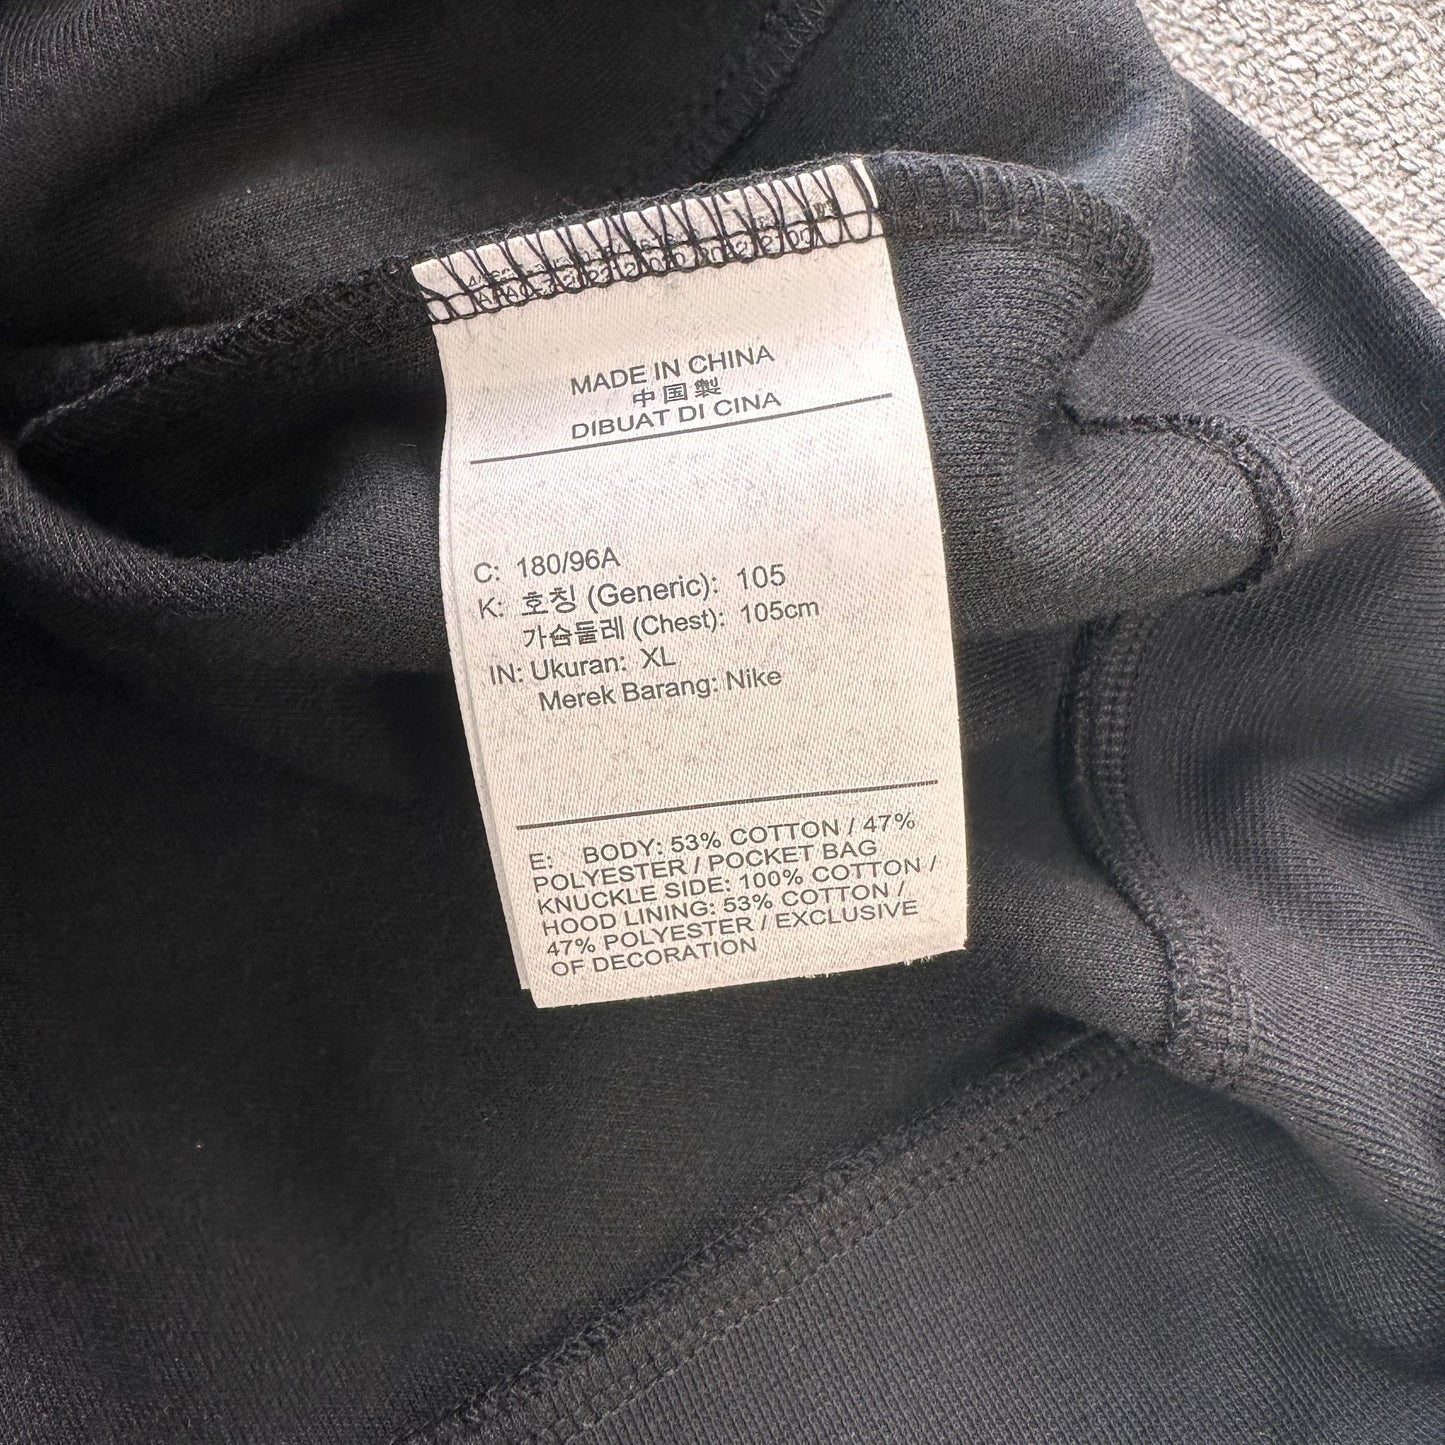 MADE IN CHINA
中国製
DIBUAT DI CINA
C: 180/96A
K: 호칭 (Generic): 105
가슴둘레 (Chest): 105cm
IN: Ukuran: XL
Merek Barang: Nike
E: BODY: 53% COTTON / 47%
POLYESTER / POCKET BAG
KNUCKLE SIDE: 100% COTTON /
HOOD LINING: 53% COTTON /
47% POLYESTER / EXCLUSIVE
OF DECORATION